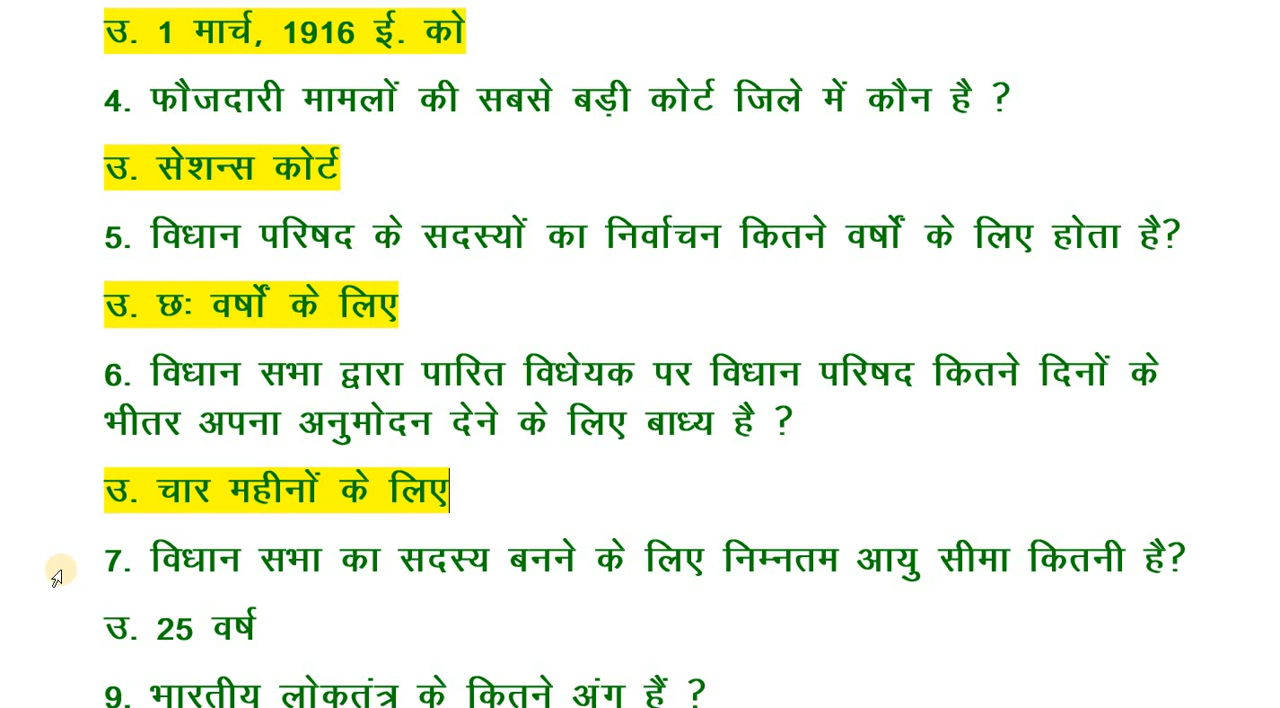 उ. 1 मार्च, 1916 ई. को
4. फौजदारी मामलों की सबसे बड़ी कोर्ट जिले में कौन है ?
उ. सेशन्स कोर्ट
5. विधान परिषद के सदस्यों का निर्वाचन कितने वर्षों के लिए होता है?
उ. छः वर्षों के लिए
6. विधान सभा द्वारा पारित विधेयक पर विधान परिषद कितने दिनों के
भीतर अपना अनुमोदन देने के लिए बाध्य है ?
उ. चार महीनों के लिए
7. विधान सभा का सदस्य बनने के लिए निम्नतम आयु सीमा कितनी है?
उ. 25 वर्ष
9. भारतीय लोकतंत्र के कितने अंग हैं ?